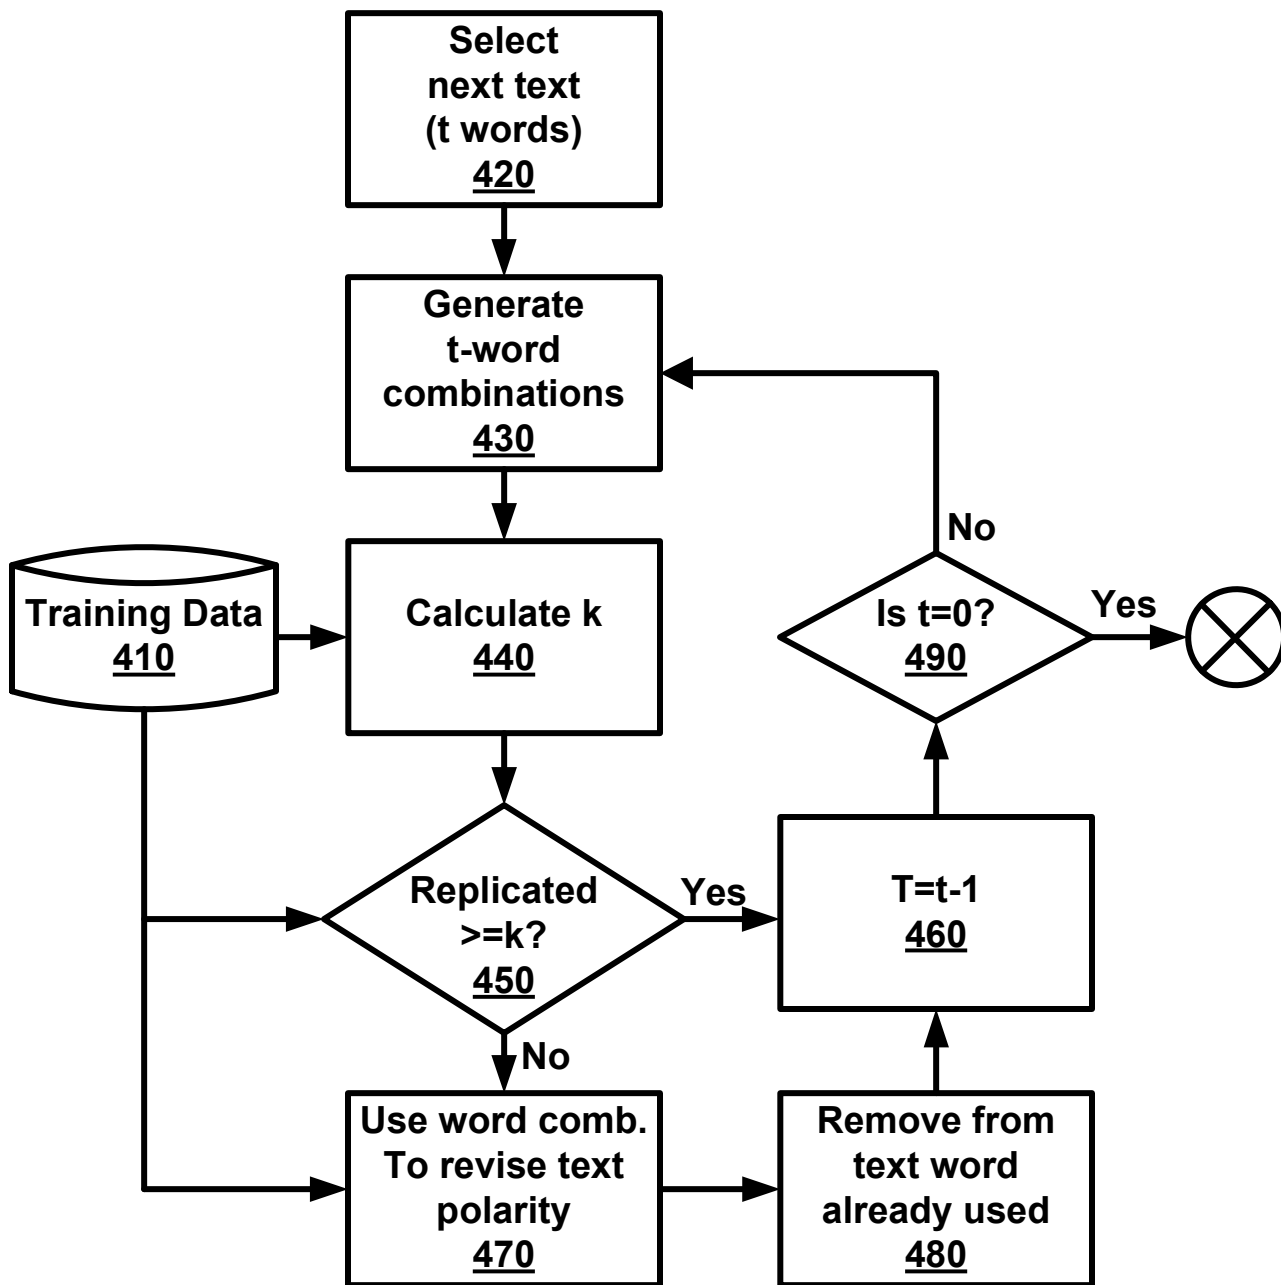 Select
next text
(t words)
420
Generate
t-word
combinations
430
No
Training Data
410
Calculate k
440
Is t=0?
490
Yes
Replicated
>=k?
450
Yes
T=t-1
460
No
Use word comb.
To revise text
polarity
470
Remove from
text word
already used
480